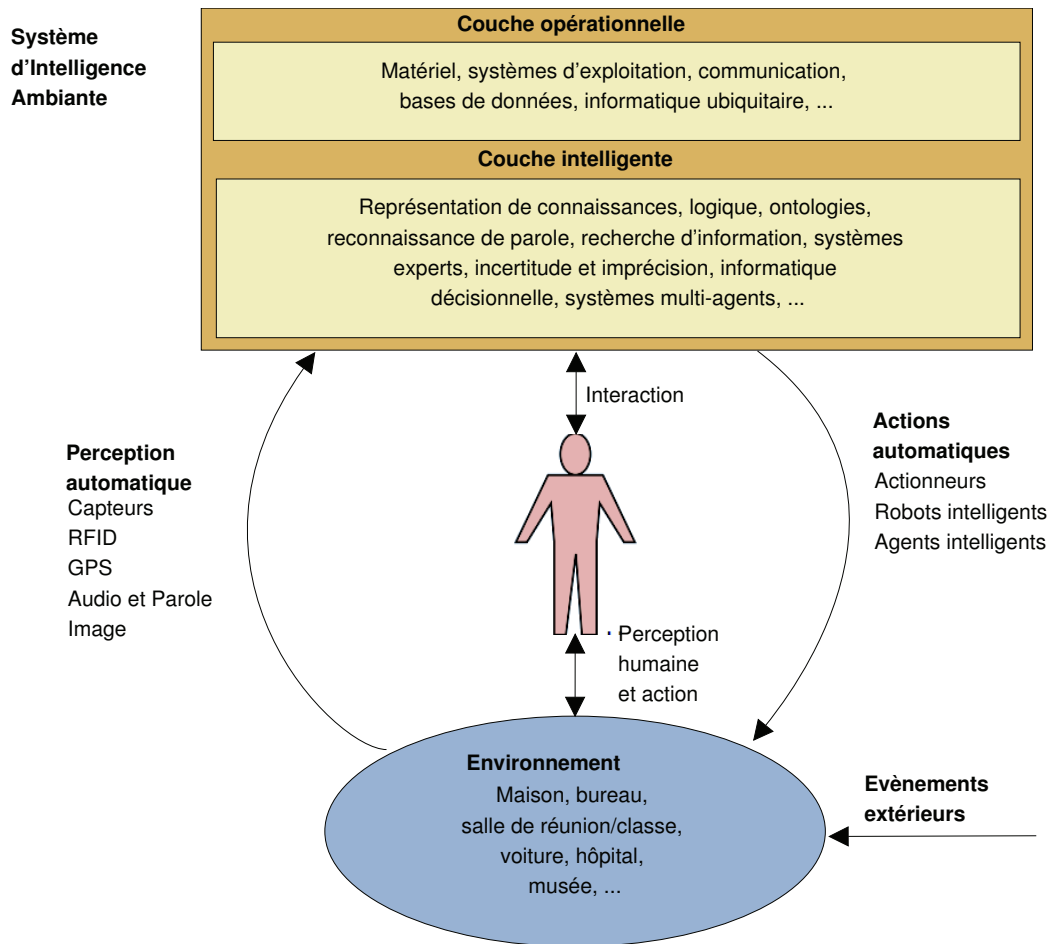 Système
d'Intelligence
Ambiante
Couche opérationnelle
Matériel, systèmes d'exploitation, communication,
bases de données, informatique ubiquitaire, ...
Couche intelligente
Représentation de connaissances, logique, ontologies,
reconnaissance de parole, recherche d'information, systèmes
experts, incertitude et imprécision, informatique
décisionnelle, systèmes multi-agents, ...
Interaction
Perception
automatique
Capteurs
RFID
GPS
Audio et Parole
Image
Actions
automatiques
Actionneurs
Robots intelligents
Agents intelligents
Perception
humaine
et action
Environnement
Maison, bureau,
salle de réunion/classe,
voiture, hôpital,
musée, ...
Evènements
extérieurs